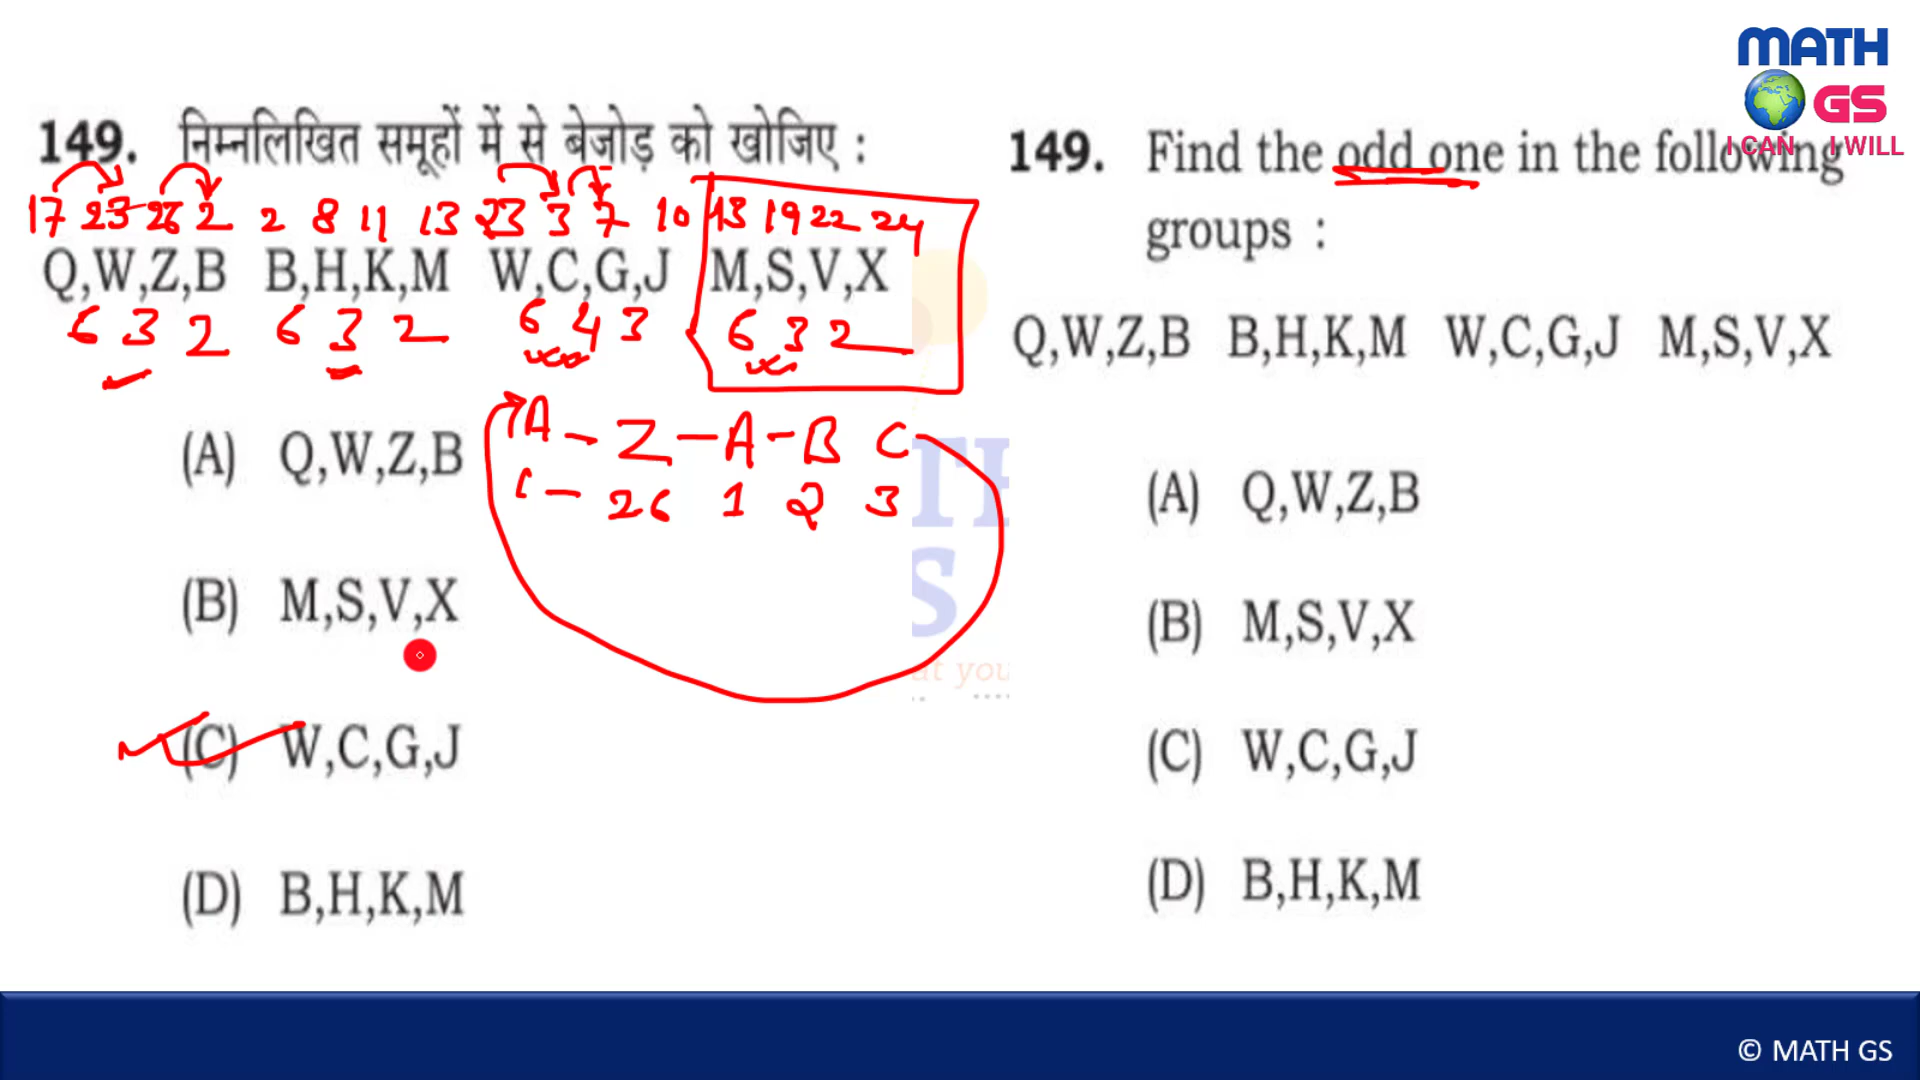 MATH
GS
I CAN I WILL
149. निम्नलिखित समूहों में से बेजोड़ को खोजिए :
17 23 26 2 2 8 11 13 23 3 7 10 13 19 22 24
Q,W,Z,B B,H,K,M W,C,G,J M,S,V,X
6 3 2 6 3 2 6 4 3 6 3 2
A - Z - A - B C
- 26 1 2 3
(A) Q,W,Z,B
(B) M,S,V,X
(C) W,C,G,J
(D) B,H,K,M
149. Find the odd one in the following
groups :
Q,W,Z,B B,H,K,M W,C,G,J M,S,V,X
(A) Q,W,Z,B
(B) M,S,V,X
(C) W,C,G,J
(D) B,H,K,M
© MATH GS